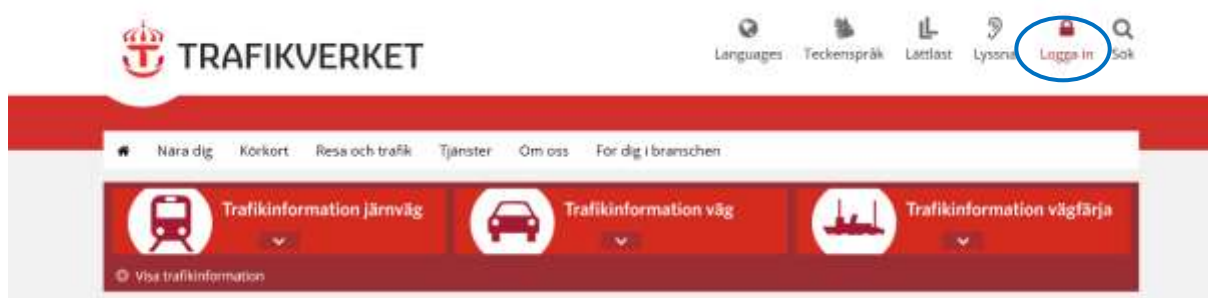 TRAFIKVERKET
Languages Teckenspråk Lättläst Lyssna Logga in Sök
Nära dig Körkort Resa och trafik Tjänster Om oss För dig i branschen
Trafikinformation järnväg Trafikinformation väg Trafikinformation vägfärja
Visa trafikinformation